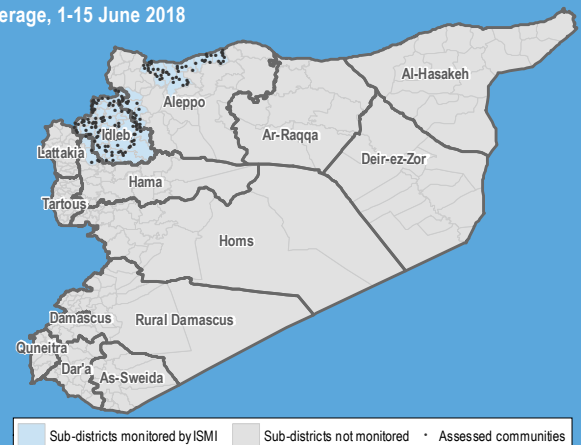 erage, 1-15 June 2018
Al-Hasakeh
Aleppo
Ar-Raqqa
Idleb
Lattakia
Deir-ez-Zor
Hama
Tartous
Homs
Damascus
Rural Damascus
Quneitra
Dar'a
As-Sweida
Sub-districts monitored by ISMI
Sub-districts not monitored
Assessed communities